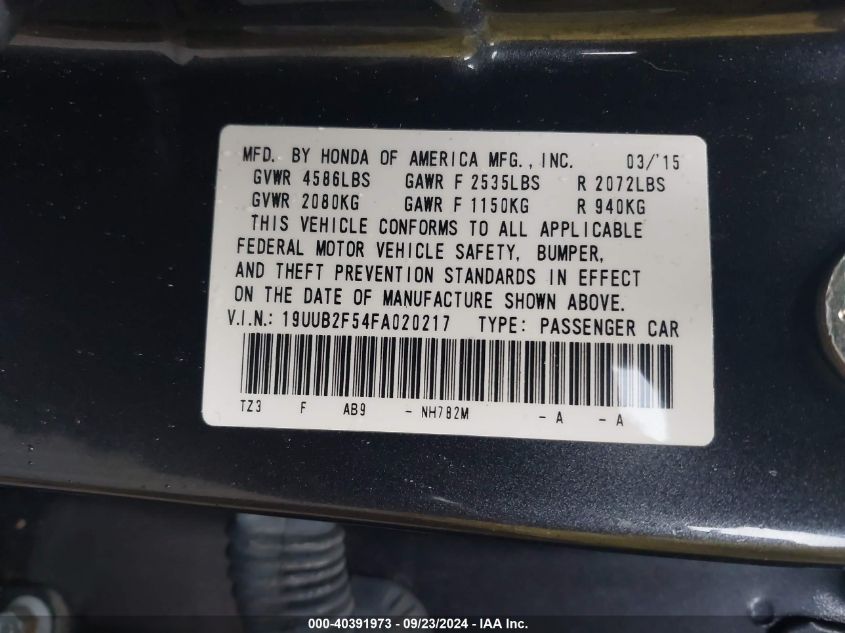 MFD. BY HONDA OF AMERICA MFG., INC. 03/'15
GVWR 4586LBS GAWR F 2535LBS R 2072LBS
GVWR 2080KG GAWR F 1150KG R 940KG
THIS VEHICLE CONFORMS TO ALL APPLICABLE
FEDERAL MOTOR VEHICLE SAFETY, BUMPER,
AND THEFT PREVENTION STANDARDS IN EFFECT
ON THE DATE OF MANUFACTURE SHOWN ABOVE.
V.I.N.: 19UUB2F54FA020217 TYPE: PASSENGER CAR
TZ3 F AB9 - NH782M - A - A
000-40391973 - 09/23/2024 - IAA Inc.